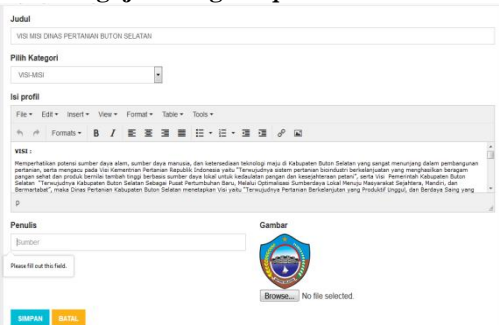 Judul
VISI MISI DINAS PERTANIAN BUTON SELATAN
Pilih Kategori
VISI-MISI
Isi profil
File Edit Insert View Format Table Tools
Formats B I
VISI :
Memperhatikan potensi sumber daya alam, sumber daya manusia, dan ketersediaan teknologi maju di Kabupaten Buton Selatan yang sangat menunjang dalam pembangunan
pertanian, serta mengacu pada Visi Kementrian Pertanian Republik Indonesia yaitu "Terwujudnya sistem pertanian bisindustri berkelanjutan yang menghasilkan beragam
pangan sehat dan produk bernilai tambah tinggi berbasis sumber daya lokal untuk kedaulatan pangan dan kesejahteraan petani", serta Visi Pemerintah Kabupaten Buton
Selatan "Terwujudnya Kabupaten Buton Selatan Sebagai Pusat Pertumbuhan Baru, Melalui Optimalisasi Sumberdaya Lokal Menuju Masyarakat Sejahtera, Mandiri, dan
Bermartabat", maka Dinas Pertanian Kabupaten Buton Selatan menetapkan Visi yaitu "Terwujudnya Pertanian Berkelanjutan yang Produktif Unggul, dan Berdaya Saing yang
p
Penulis
Gambar
Sumber
Please fill out this field.
Browse... No file selected.
SIMPAN BATAL